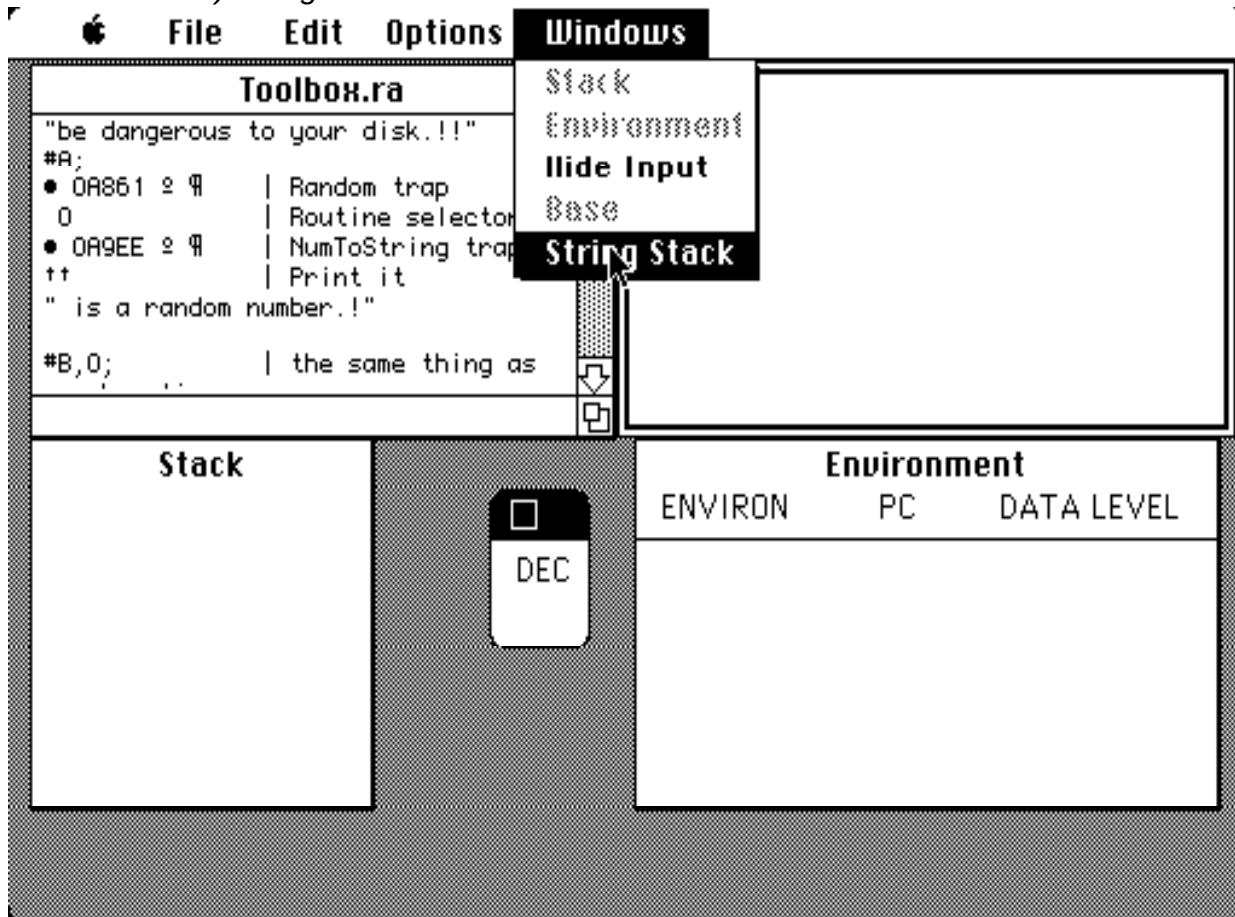 File Edit Options Windows
Toolbox.ra
"be dangerous to your disk.!!"
#A;
● 0A861 º ¶ | Random trap
0 | Routine selector
● 0A9EE º ¶ | NumToString trap
↑↑ | Print it
" is a random number.!"
#B,0; | the same thing as
Stack
Environment
Hide Input
Base
String Stack
Stack
DEC
Environment
ENVIRON PC DATA LEVEL